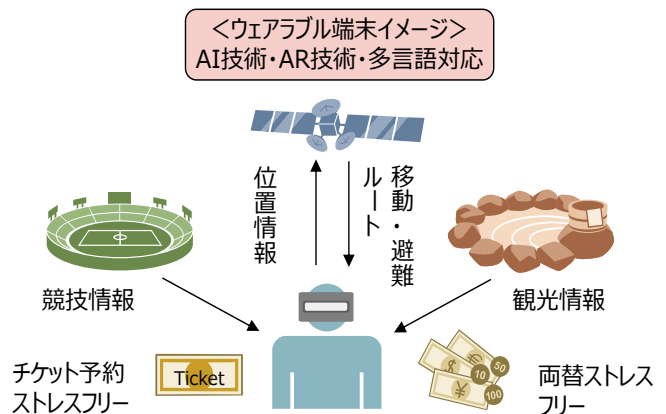 <ウェアラブル端末イメージ>
AI技術・AR技術・多言語対応
位置情報
移動・避難
ルート
競技情報
観光情報
チケット予約
ストレスフリー
Ticket
$
€
¥
10
50
100
両替ストレス
フリー